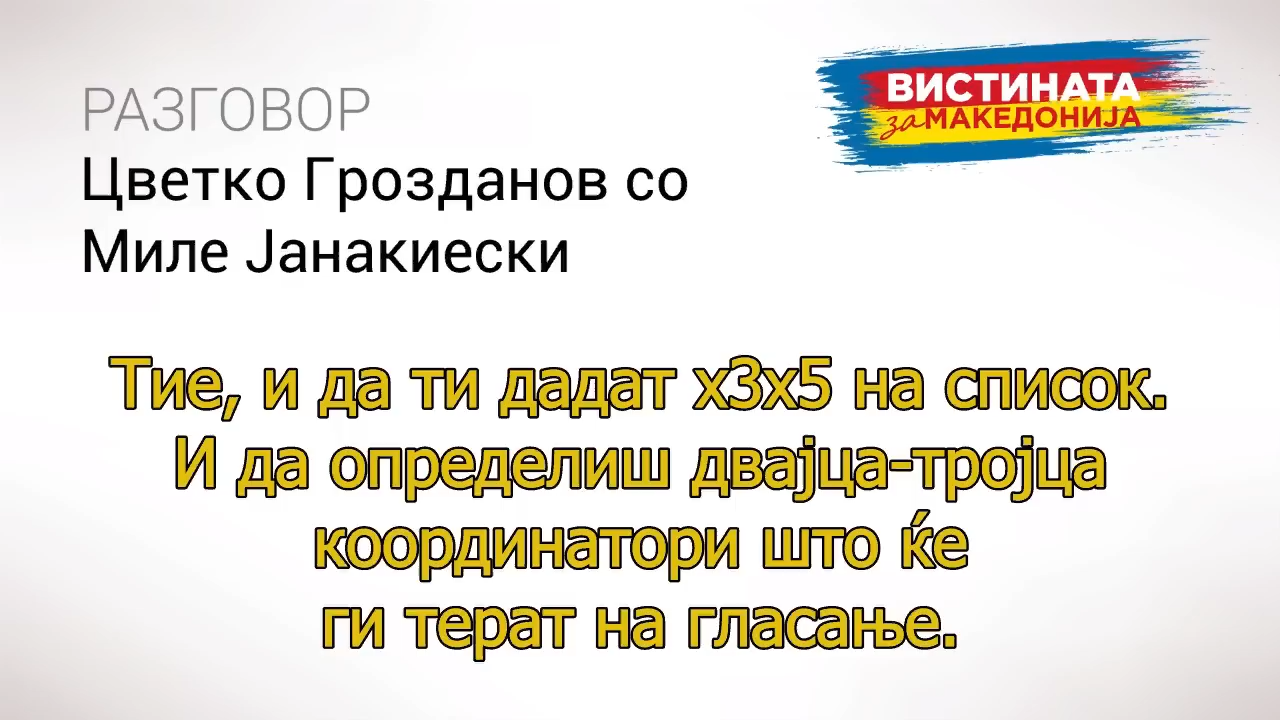 РАЗГОВОР
Цветко Грозданов со
Миле Јанакиески
ВИСТИНАТА
за МАКЕДОНИЈА
Тие, и да ти дадат х3х5 на список.
И да определиш двајца-тројца
координатори што ќе
ги терат на гласање.